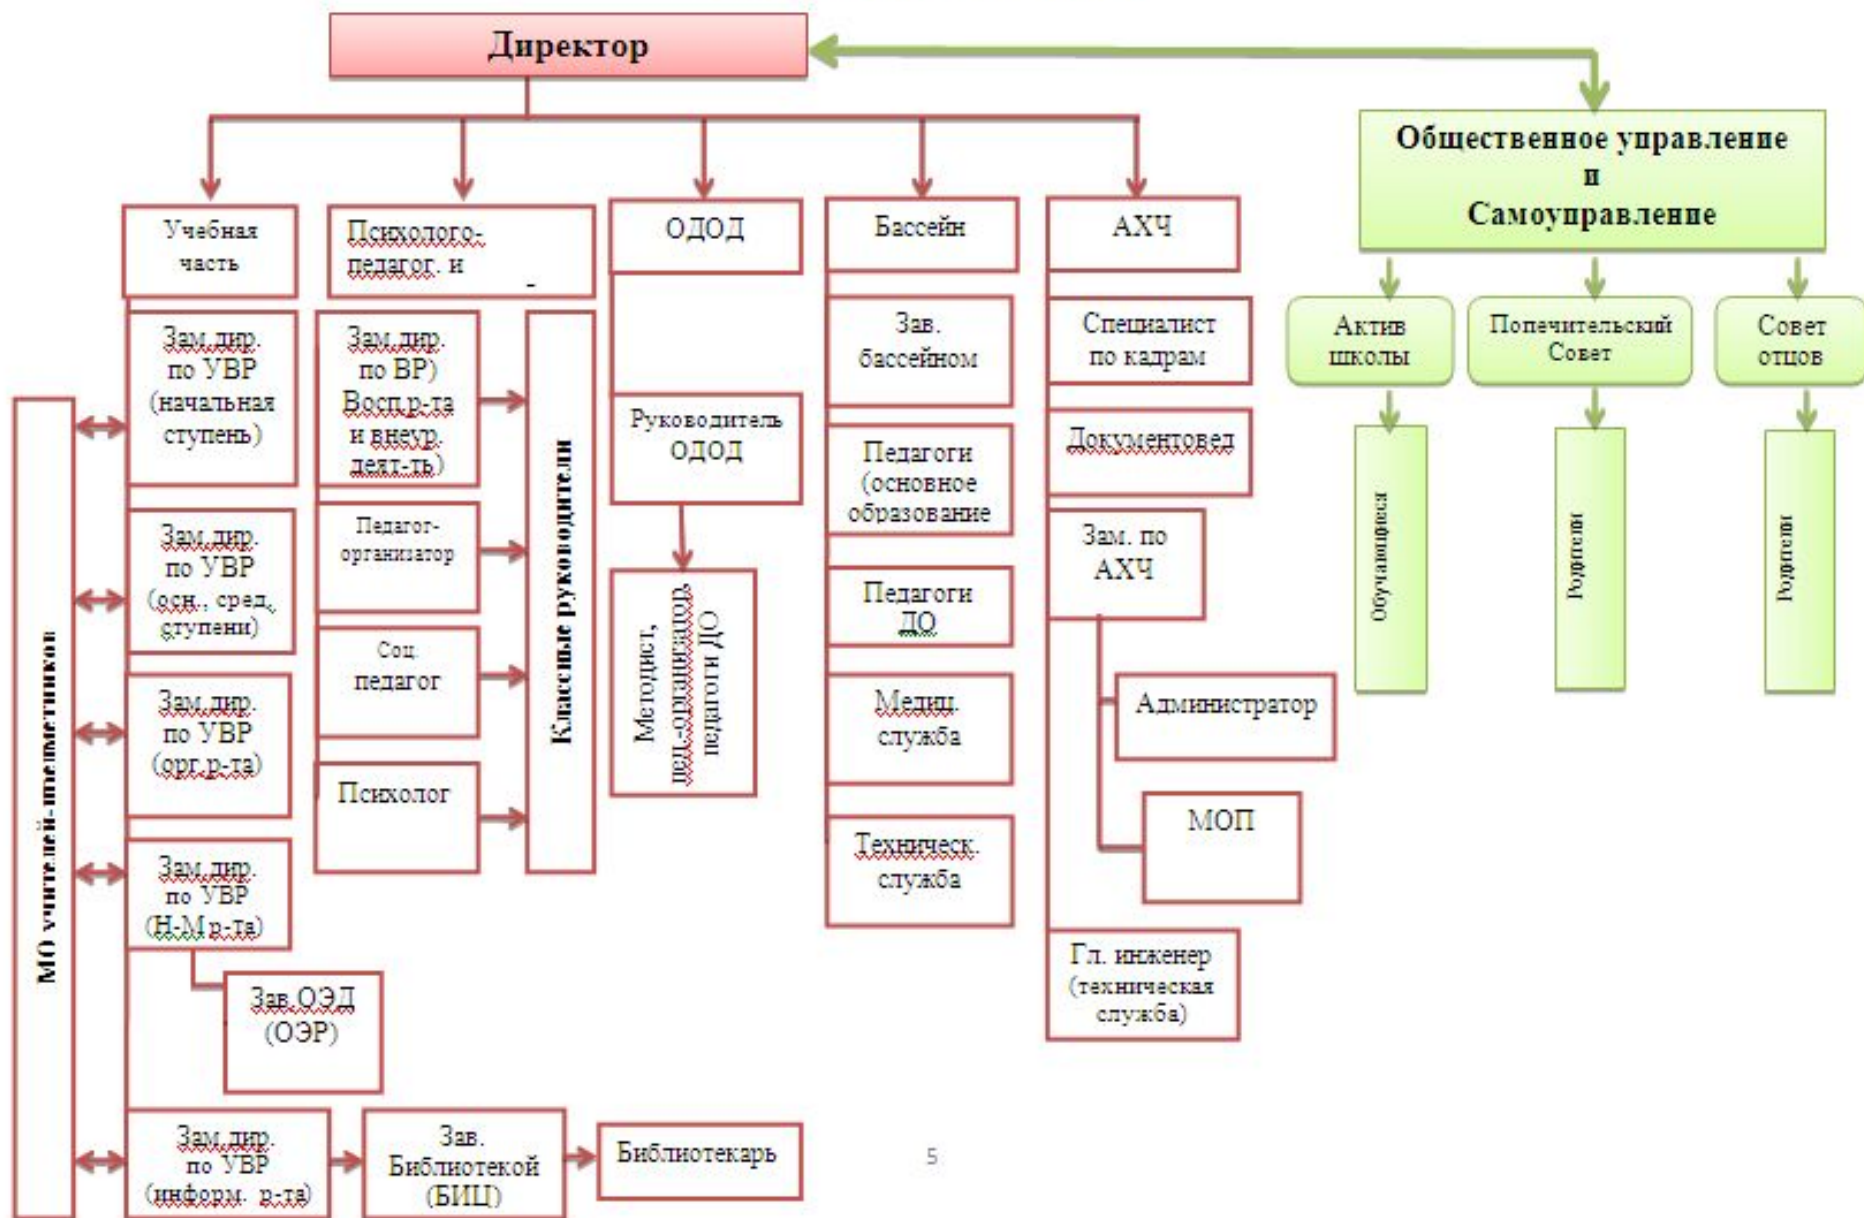 Директор
Общественное управление
и
Самоуправление
Учебная
часть
Психолого-
педагог. и
-
ОДОД
Бассейн
АХЧ
Актив
школы
Попечительский
Совет
Совет
отцов
Обучающиеся
Родители
Родители
МО учителей-предметников
Зам.дир.
по УВР
(начальная
ступень)
Зам.дир.
по УВР
(осн., сред,
ступени)
Зам.дир.
по УВР
(орг.р-та)
Зам.дир.
по УВР
(Н-М р-та)
Зав.ОЭД
(ОЭР)
Зам.дир.
по УВР
(информ. р-та)
Зав.
Библиотекой
(БИЦ)
Библиотекарь
Зам.дир.
по ВР)
Восп.р-та
и внеур.
деят-ть)
Педагог-
организатор
Соц.
педагог
Психолог
Классные руководители
Руководитель
ОДОД
Методист,
пед.-организатор,
педагоги ДО
Зав.
бассейном
Педагоги
(основное
образование
Педагоги
ДО
Медиц.
служба
Техническ.
служба
Специалист
по кадрам
Документовед
Зам. по
АХЧ
Администратор
МОП
Гл. инженер
(техническая
служба)
5